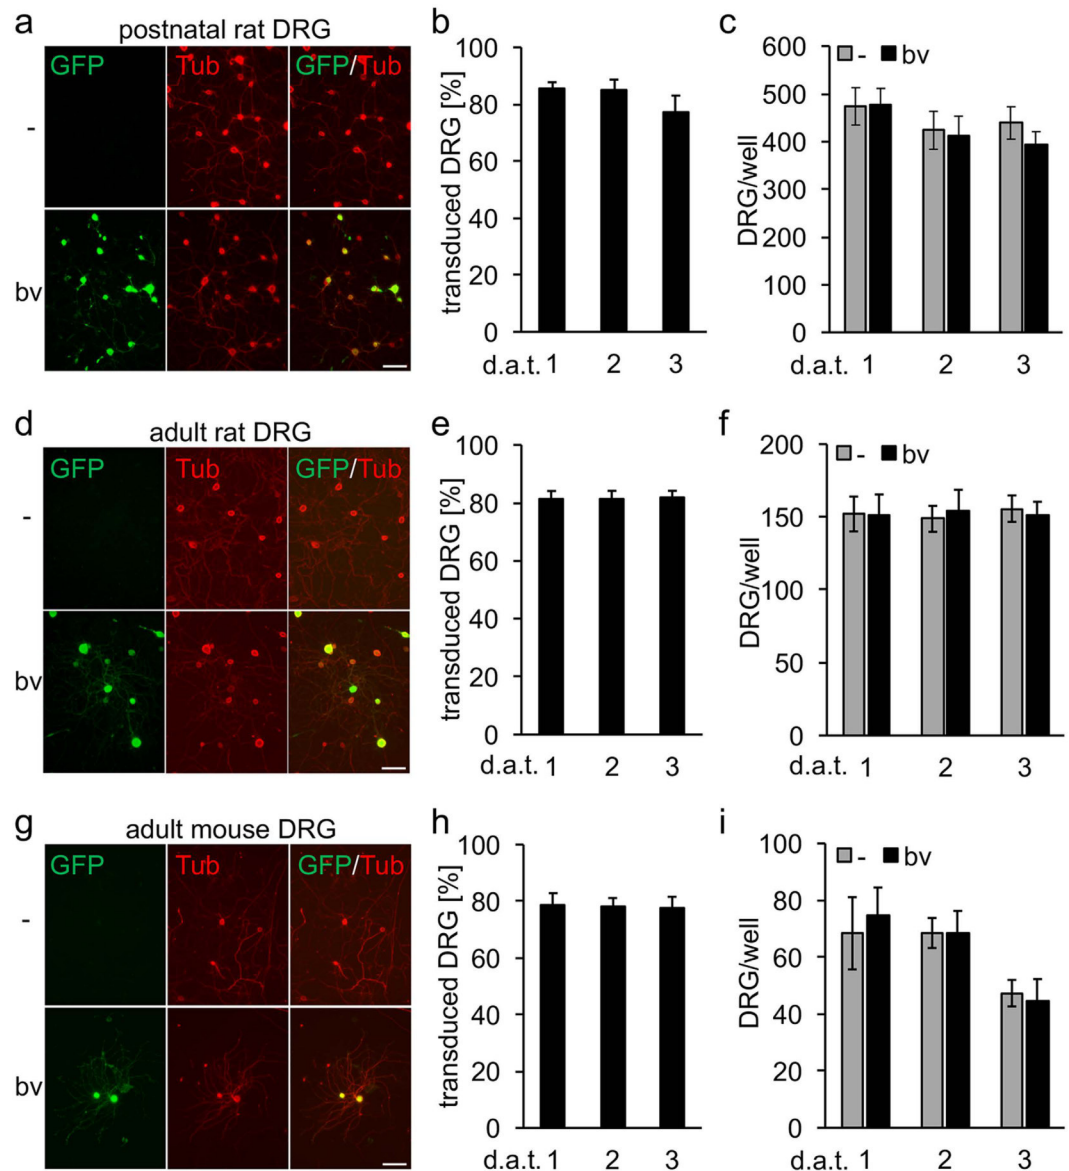 a
postnatal rat DRG
GFP
Tub
GFP/Tub
-
bv
b
transduced DRG [%]
100
80
60
40
20
0
d.a.t. 1 2 3
c
- bv
DRG/well
600
500
400
300
200
100
0
d.a.t. 1 2 3
d
adult rat DRG
GFP
Tub
GFP/Tub
-
bv
e
transduced DRG [%]
100
80
60
40
20
0
d.a.t. 1 2 3
f
- bv
DRG/well
200
150
100
50
0
d.a.t. 1 2 3
g
adult mouse DRG
GFP
Tub
GFP/Tub
-
bv
h
transduced DRG [%]
100
80
60
40
20
0
d.a.t. 1 2 3
i
- bv
DRG/well
100
80
60
40
20
0
d.a.t. 1 2 3